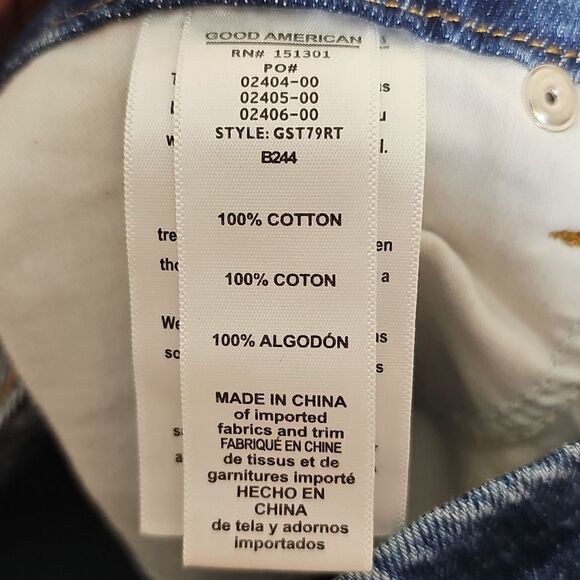 GOOD AMERICAN
RN# 151301
PO#
02404-00
02405-00
02406-00
STYLE: GST79RT
B244
100% COTTON
100% COTON
100% ALGODÓN
MADE IN CHINA
of imported
fabrics and trim
FABRIQUÉ EN CHINE
de tissus et de
garnitures importé
HECHO EN
CHINA
de tela y adornos
importados